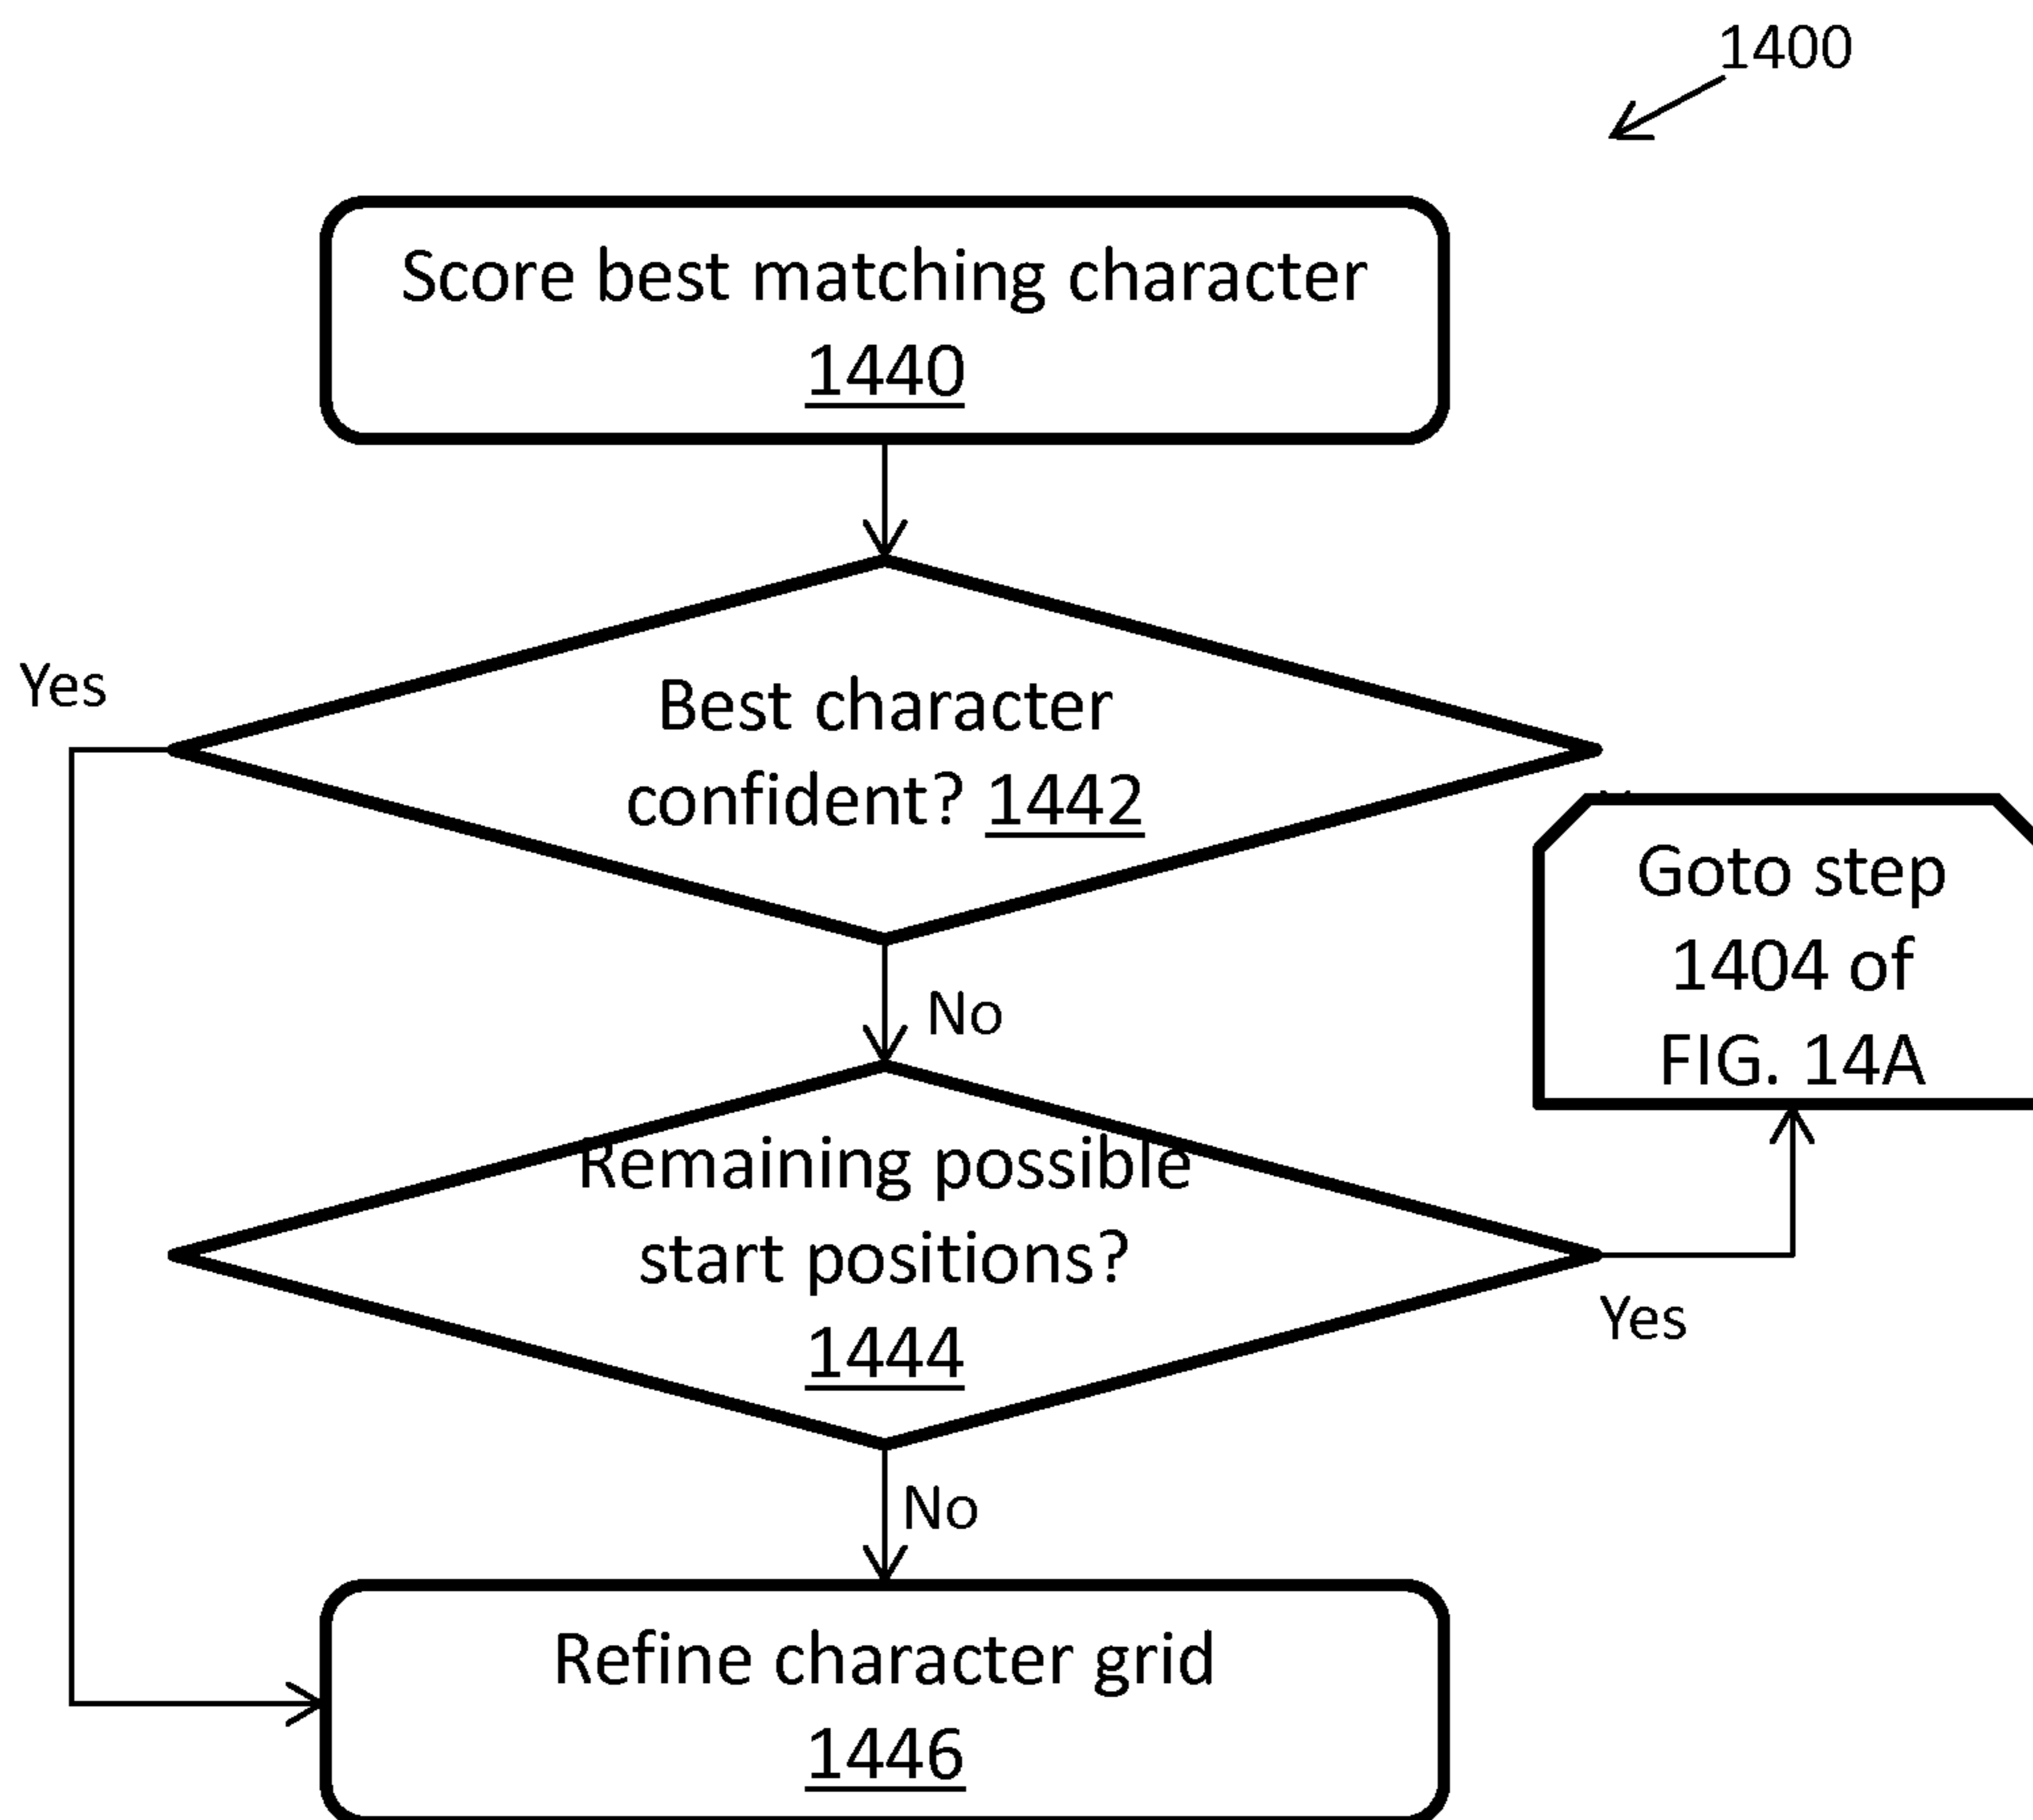 1400
Score best matching character
1440
Yes
Best character
confident? 1442
Goto step
1404 of
FIG. 14A
No
Remaining possible
start positions?
1444
Yes
No
Refine character grid
1446